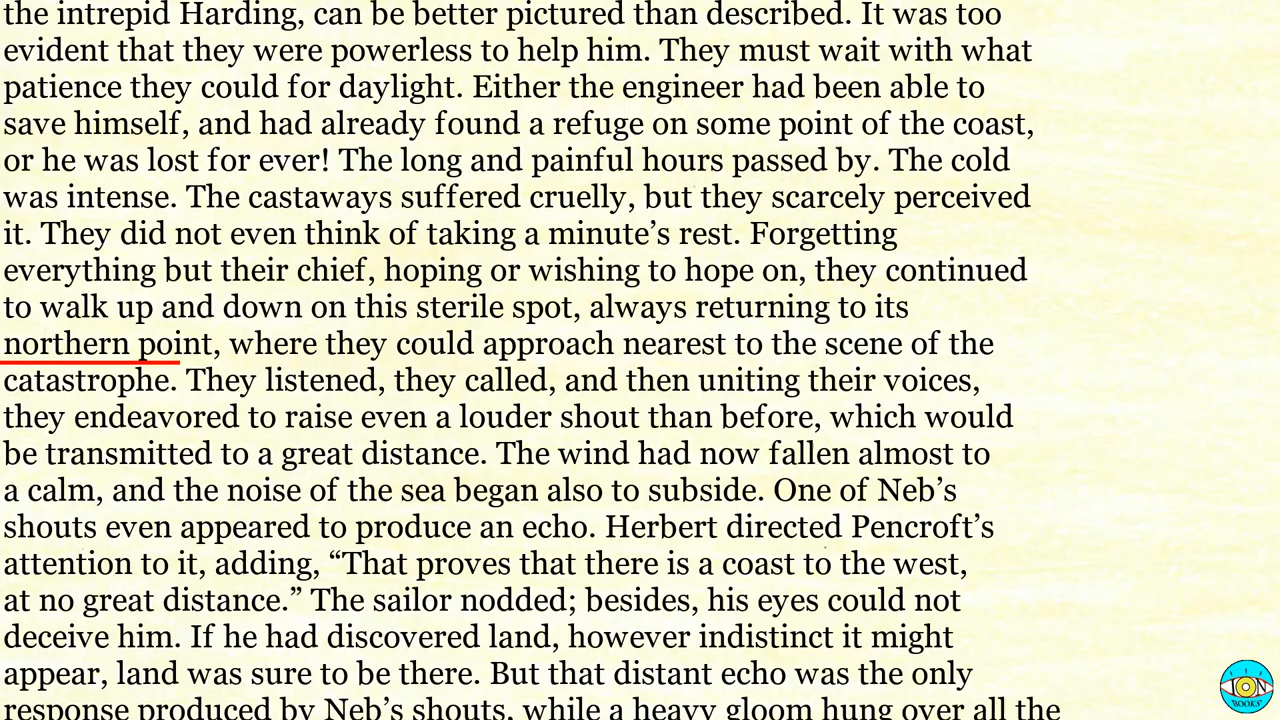 the intrepid Harding, can be better pictured than described. It was too
evident that they were powerless to help him. They must wait with what
patience they could for daylight. Either the engineer had been able to
save himself, and had already found a refuge on some point of the coast,
or he was lost for ever! The long and painful hours passed by. The cold
was intense. The castaways suffered cruelly, but they scarcely perceived
it. They did not even think of taking a minute’s rest. Forgetting
everything but their chief, hoping or wishing to hope on, they continued
to walk up and down on this sterile spot, always returning to its
northern point, where they could approach nearest to the scene of the
catastrophe. They listened, they called, and then uniting their voices,
they endeavored to raise even a louder shout than before, which would
be transmitted to a great distance. The wind had now fallen almost to
a calm, and the noise of the sea began also to subside. One of Neb’s
shouts even appeared to produce an echo. Herbert directed Pencroft’s
attention to it, adding, “That proves that there is a coast to the west,
at no great distance.” The sailor nodded; besides, his eyes could not
deceive him. If he had discovered land, however indistinct it might
appear, land was sure to be there. But that distant echo was the only
response produced by Neb’s shouts, while a heavy gloom hung over all the
ION
BOOKS